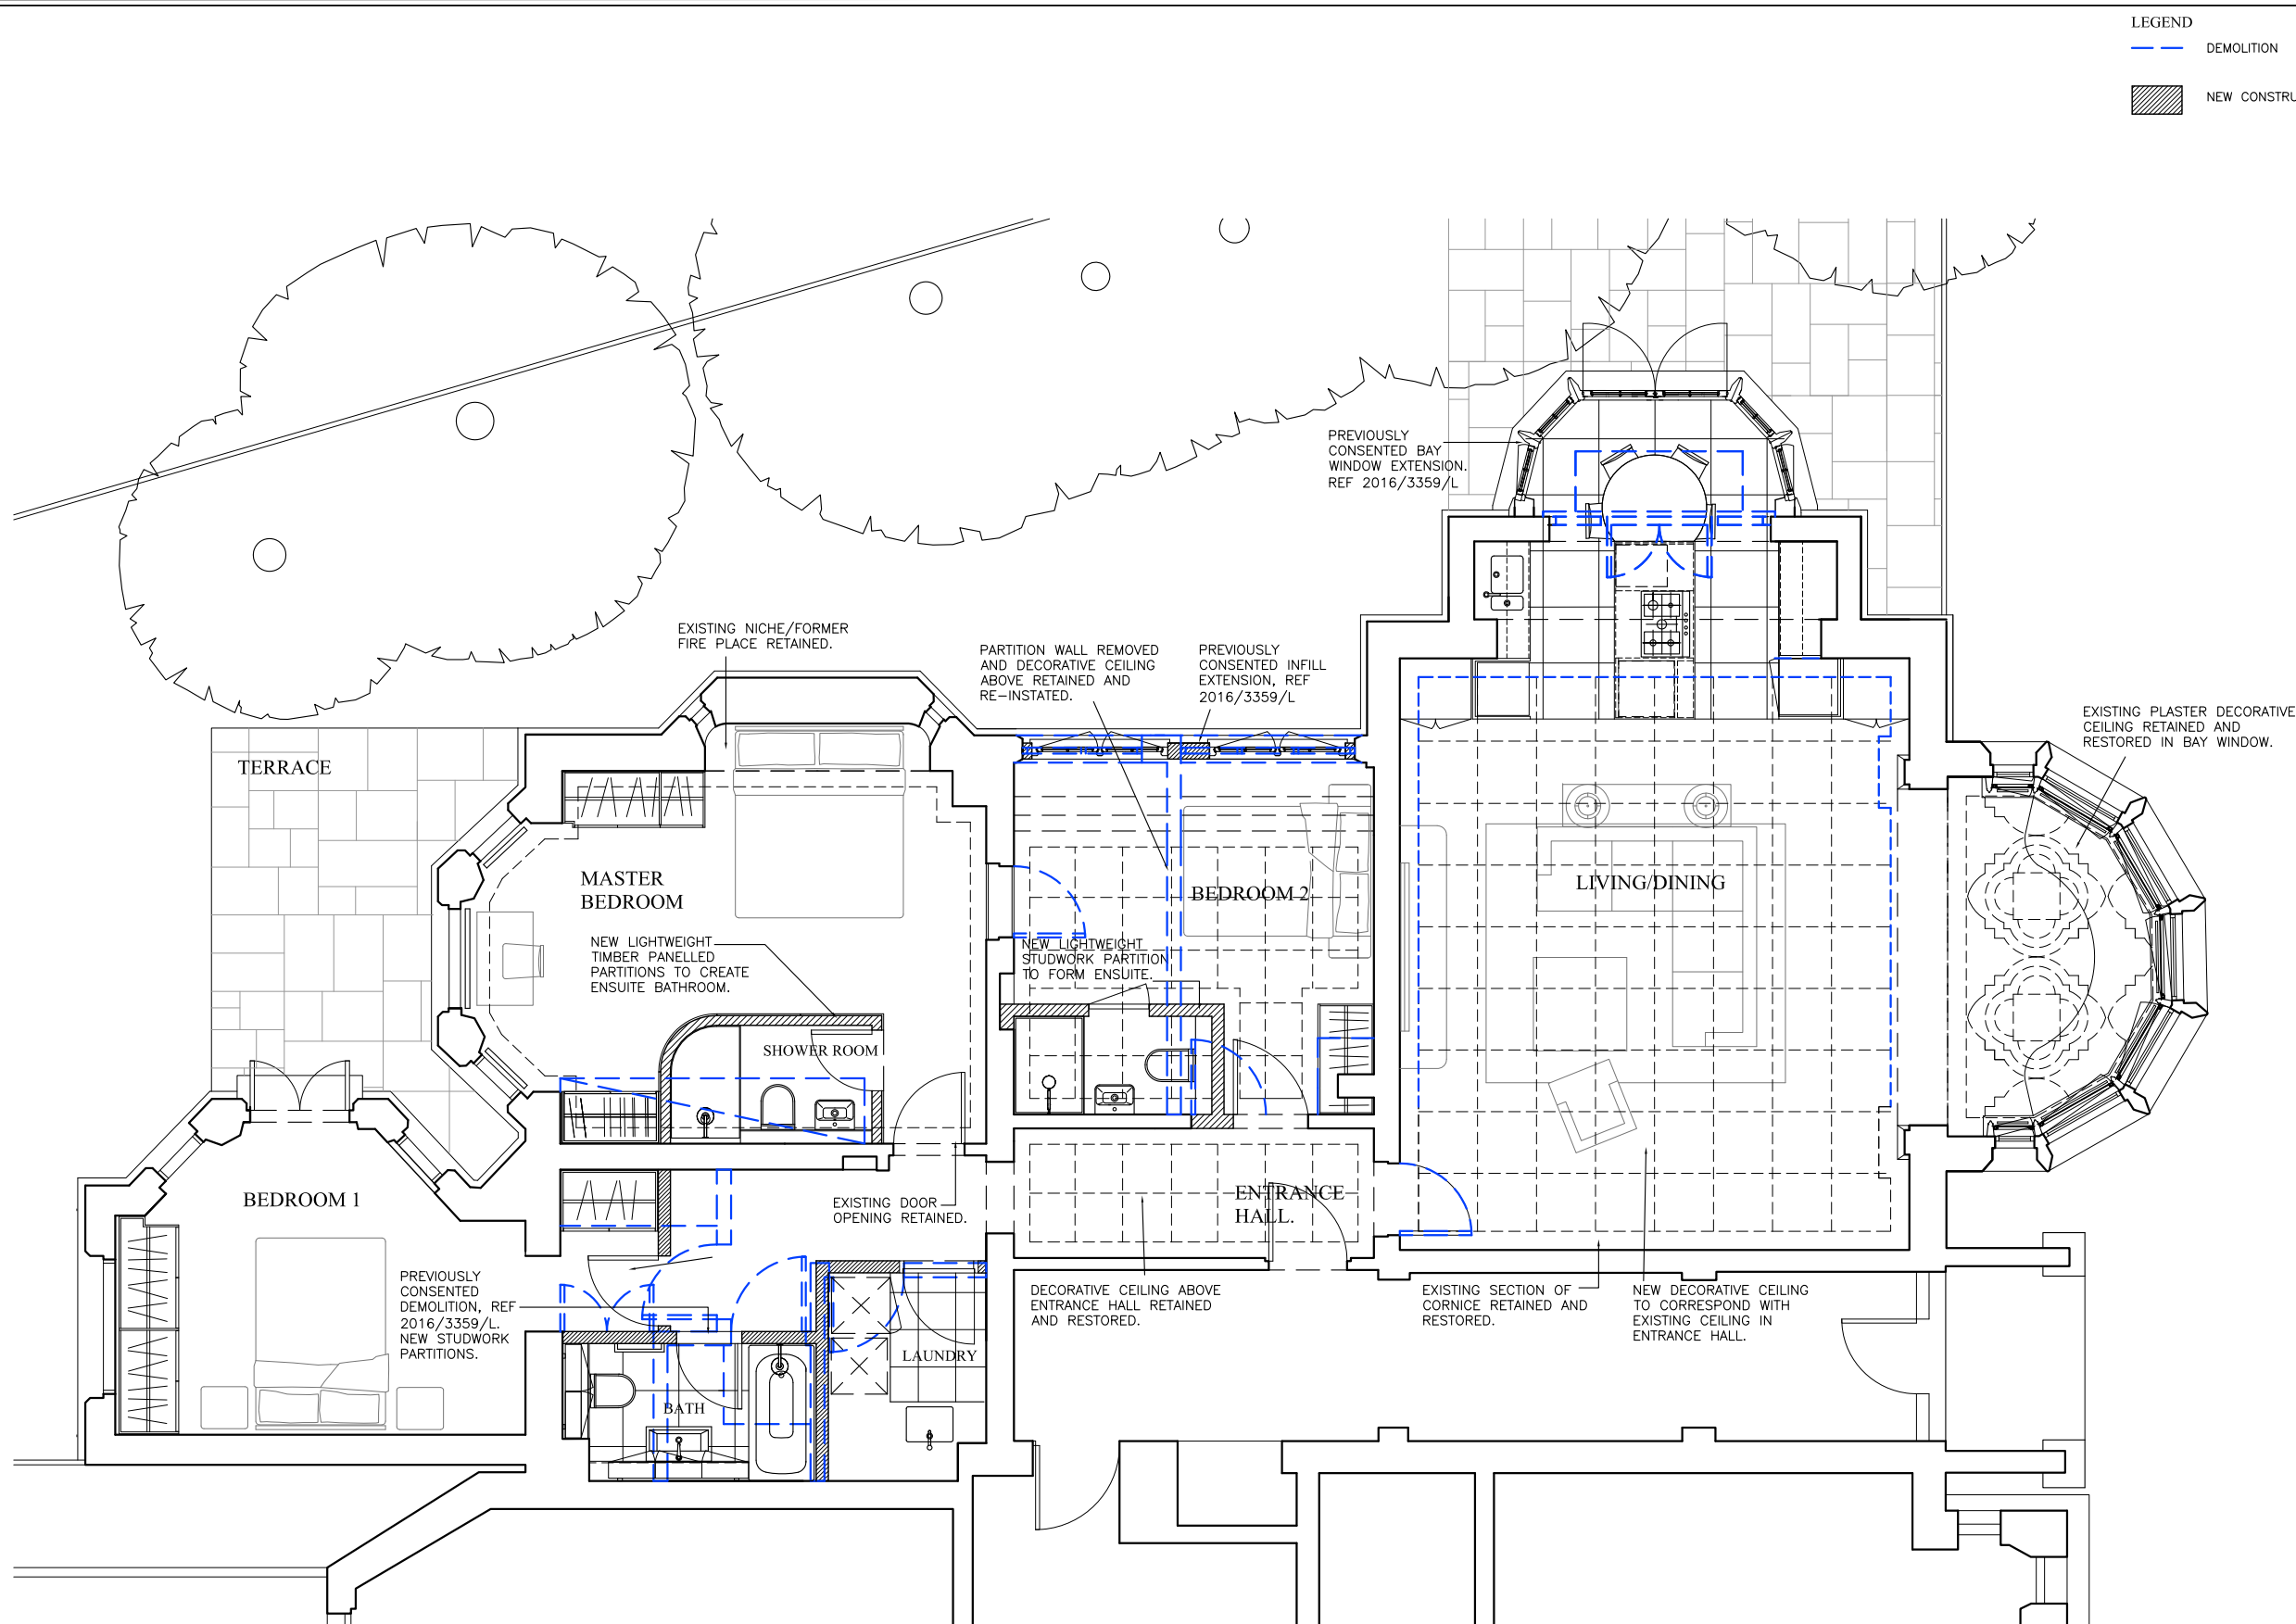 LEGEND
DEMOLITION
NEW CONSTRU
PREVIOUSLY
CONSENTED BAY
WINDOW EXTENSION.
REF 2016/3359/L
EXISTING NICHE/FORMER
FIRE PLACE RETAINED.
PARTITION WALL REMOVED
AND DECORATIVE CEILING
ABOVE RETAINED AND
RE-INSTATED.
PREVIOUSLY
CONSENTED INFILL
EXTENSION, REF
2016/3359/L
EXISTING PLASTER DECORATIVE
CEILING RETAINED AND
RESTORED IN BAY WINDOW.
TERRACE
MASTER
BEDROOM
BEDROOM 2
LIVING/DINING
NEW LIGHTWEIGHT
TIMBER PANELLED
PARTITIONS TO CREATE
ENSUITE BATHROOM.
NEW LIGHTWEIGHT
STUDWORK PARTITION
TO FORM ENSUITE.
SHOWER ROOM
BEDROOM 1
EXISTING DOOR
OPENING RETAINED.
ENTRANCE
HALL.
PREVIOUSLY
CONSENTED
DEMOLITION, REF
2016/3359/L.
NEW STUDWORK
PARTITIONS.
DECORATIVE CEILING ABOVE
ENTRANCE HALL RETAINED
AND RESTORED.
EXISTING SECTION OF
CORNICE RETAINED AND
RESTORED.
NEW DECORATIVE CEILING
TO CORRESPOND WITH
EXISTING CEILING IN
ENTRANCE HALL.
LAUNDRY
BATH